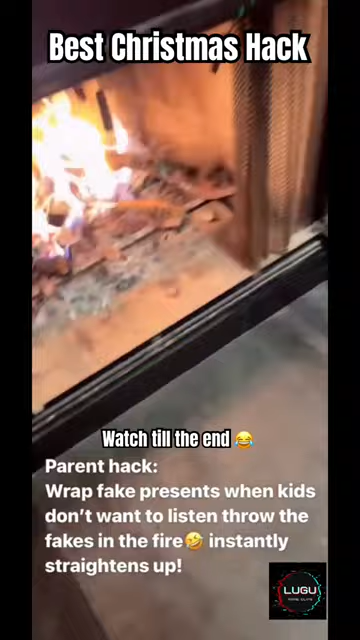 Best Christmas Hack
Watch till the end 😂
Parent hack:
Wrap fake presents when kids
don't want to listen throw the
fakes in the fire🤣 instantly
straightens up!
LUGU